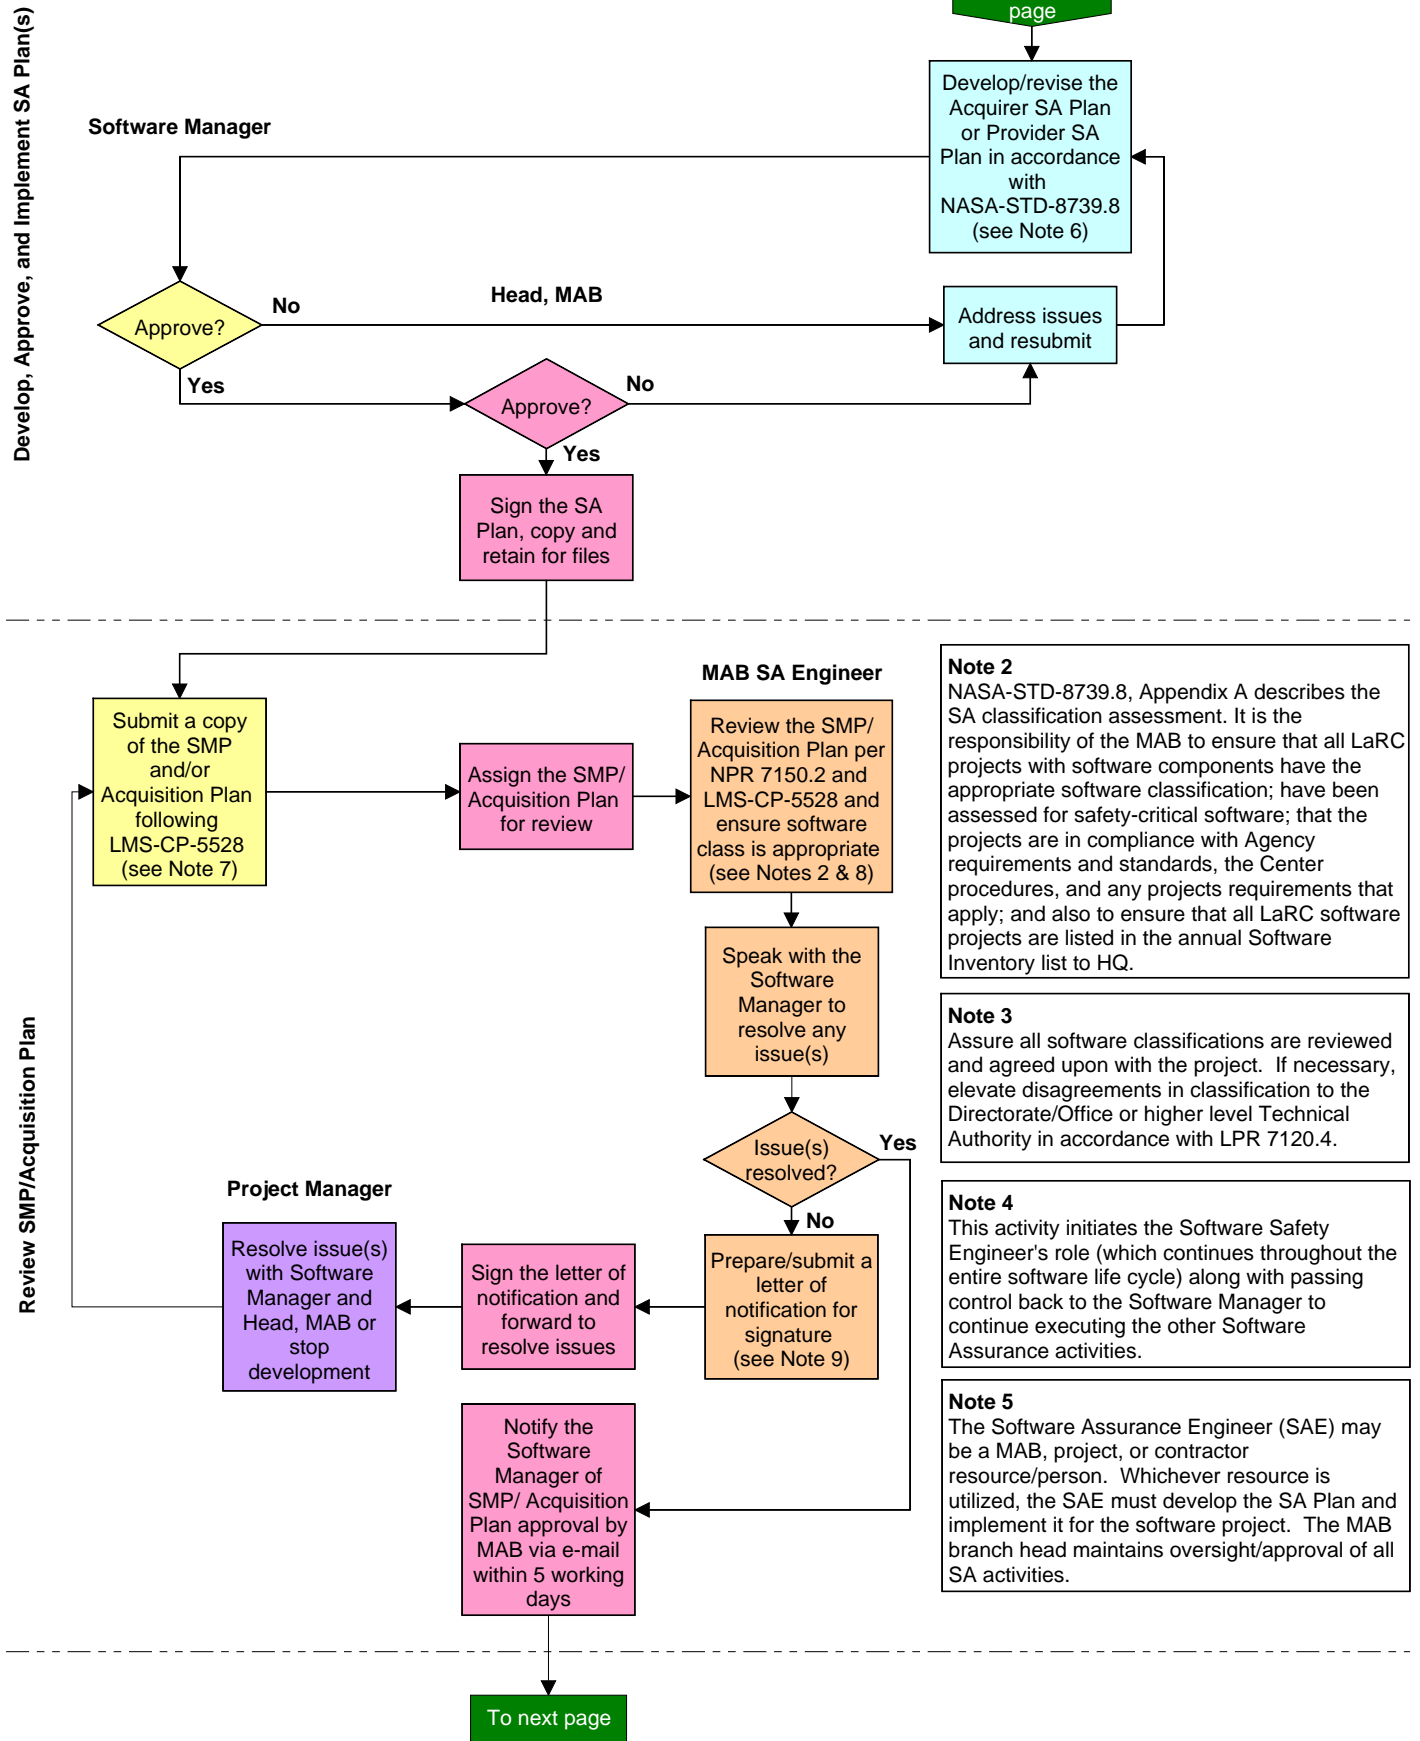 page
Develop, Approve, and Implement SA Plan(s)
Develop/revise the
Acquirer SA Plan
or Provider SA
Plan in accordance
with
NASA-STD-8739.8
(see Note 6)
Software Manager
Approve?
No
Head, MAB
Address issues
and resubmit
Yes
Approve?
No
Yes
Sign the SA
Plan, copy and
retain for files
Review SMP/Acquisition Plan
Submit a copy
of the SMP
and/or
Acquisition Plan
following
LMS-CP-5528
(see Note 7)
Assign the SMP/
Acquisition Plan
for review
MAB SA Engineer
Review the SMP/
Acquisition Plan per
NPR 7150.2 and
LMS-CP-5528 and
ensure software
class is appropriate
(see Notes 2 & 8)
Speak with the
Software
Manager to
resolve any
issue(s)
Issue(s)
resolved?
Yes
No
Prepare/submit a
letter of
notification for
signature
(see Note 9)
Sign the letter of
notification and
forward to
resolve issues
Project Manager
Resolve issue(s)
with Software
Manager and
Head, MAB or
stop
development
Notify the
Software
Manager of
SMP/ Acquisition
Plan approval by
MAB via e-mail
within 5 working
days
To next page
Note 2
NASA-STD-8739.8, Appendix A describes the
SA classification assessment. It is the
responsibility of the MAB to ensure that all LaRC
projects with software components have the
appropriate software classification; have been
assessed for safety-critical software; that the
projects are in compliance with Agency
requirements and standards, the Center
procedures, and any projects requirements that
apply; and also to ensure that all LaRC software
projects are listed in the annual Software
Inventory list to HQ.
Note 3
Assure all software classifications are reviewed
and agreed upon with the project.  If necessary,
elevate disagreements in classification to the
Directorate/Office or higher level Technical
Authority in accordance with LPR 7120.4.
Note 4
This activity initiates the Software Safety
Engineer's role (which continues throughout the
entire software life cycle) along with passing
control back to the Software Manager to
continue executing the other Software
Assurance activities.
Note 5
The Software Assurance Engineer (SAE) may
be a MAB, project, or contractor
resource/person.  Whichever resource is
utilized, the SAE must develop the SA Plan and
implement it for the software project.  The MAB
branch head maintains oversight/approval of all
SA activities.